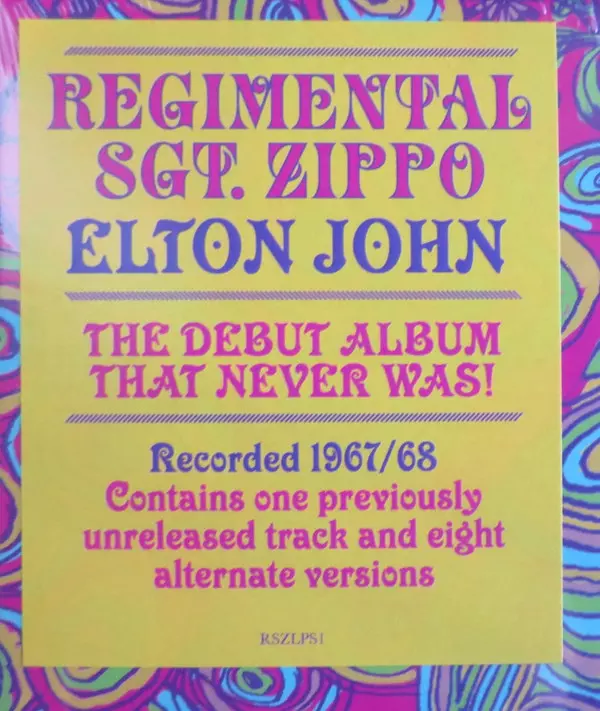 REGIMENTAL
SGT. ZIPPO
ELTON JOHN
THE DEBUT ALBUM
THAT NEVER WAS!
Recorded 1967/68
Contains one previously
unreleased track and eight
alternate versions
RSZLPS1